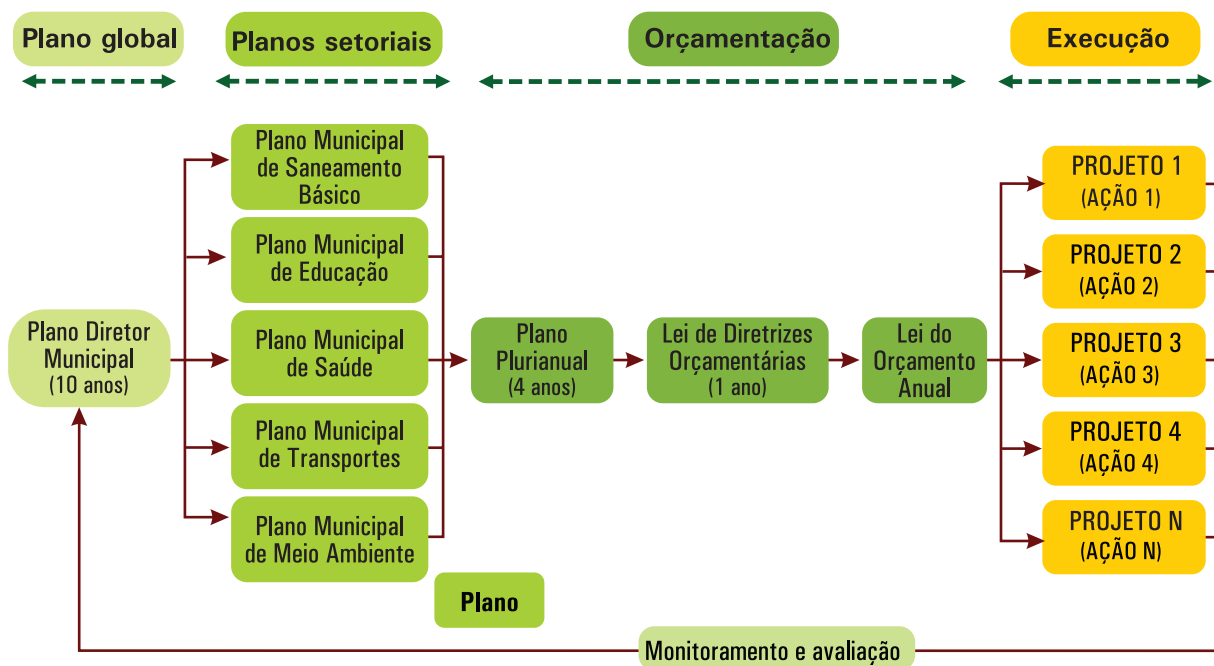 Plano global
Planos setoriais
Orçamentação
Execução
Plano Diretor
Municipal
(10 anos)
Plano Municipal
de Saneamento
Básico
Plano Municipal
de Educação
Plano Municipal
de Saúde
Plano Municipal
de Transportes
Plano Municipal
de Meio Ambiente
Plano
Plurianual
(4 anos)
Lei de Diretrizes
Orçamentárias
(1 ano)
Lei do
Orçamento
Anual
PROJETO 1
(AÇÃO 1)
PROJETO 2
(AÇÃO 2)
PROJETO 3
(AÇÃO 3)
PROJETO 4
(AÇÃO 4)
PROJETO N
(AÇÃO N)
Plano
Monitoramento e avaliação